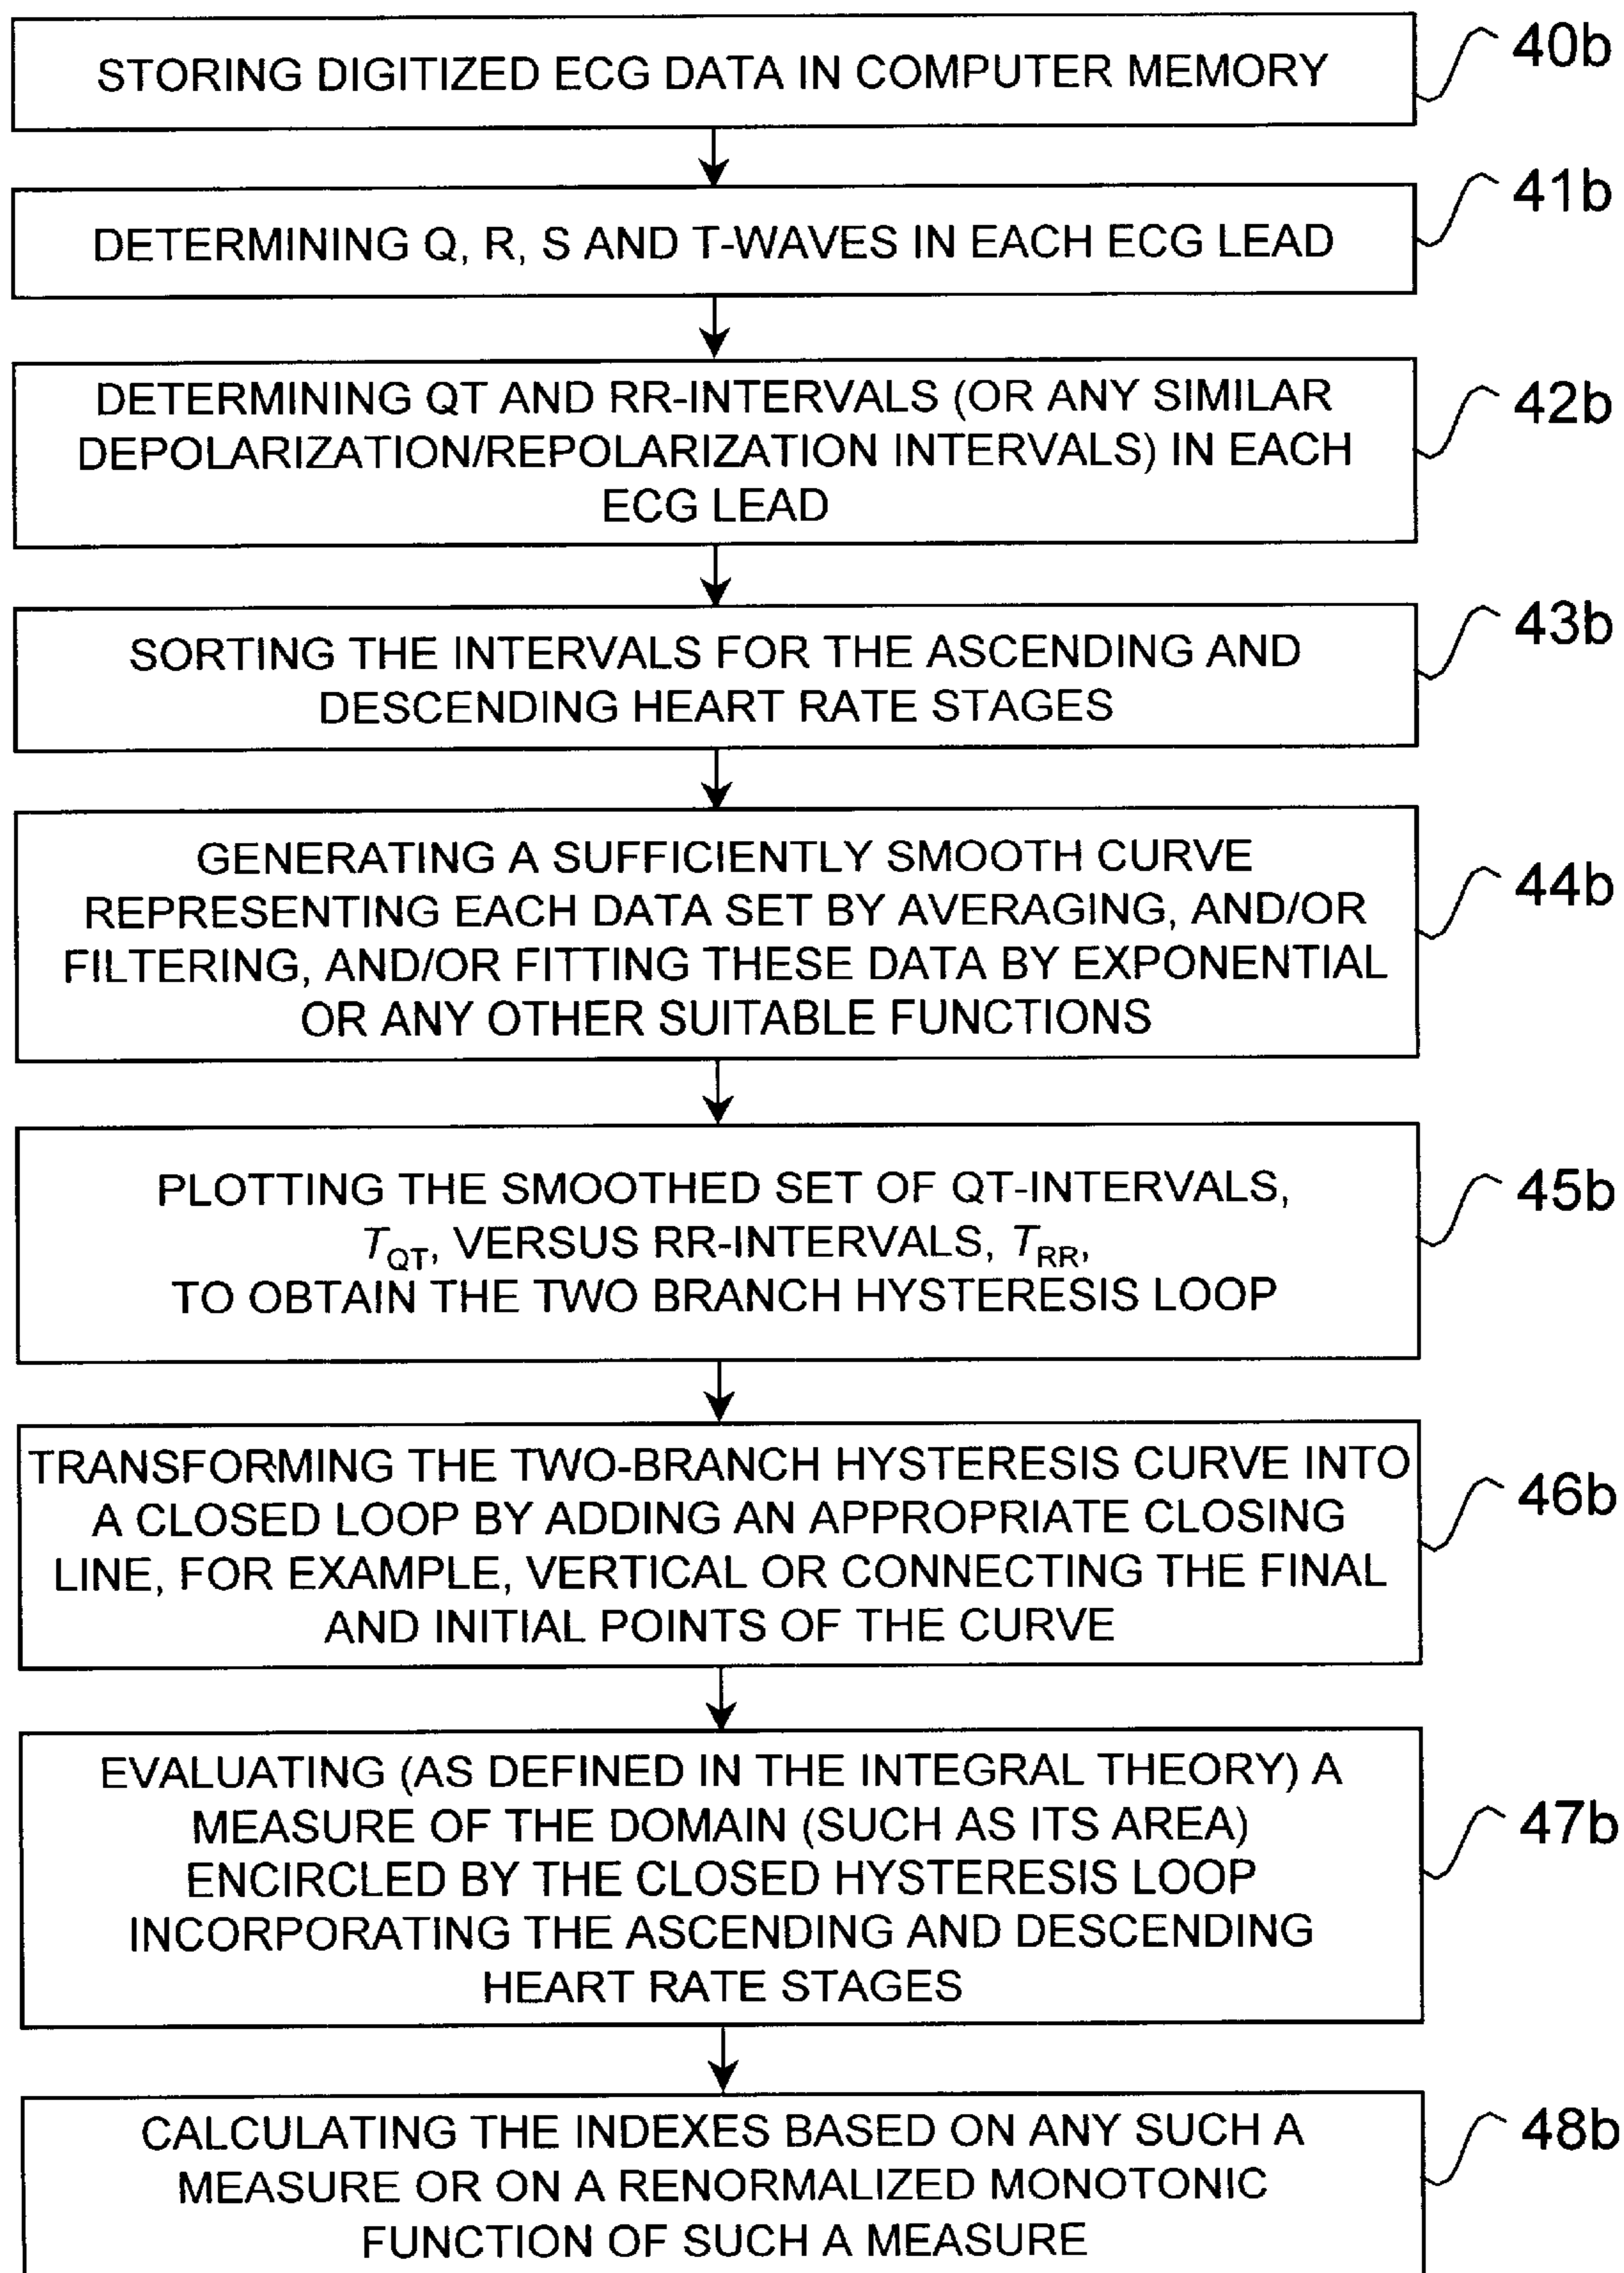 STORING DIGITIZED ECG DATA IN COMPUTER MEMORY
40b
DETERMINING Q, R, S AND T-WAVES IN EACH ECG LEAD
41b
DETERMINING QT AND RR-INTERVALS (OR ANY SIMILAR
DEPOLARIZATION/REPOLARIZATION INTERVALS) IN EACH
ECG LEAD
42b
SORTING THE INTERVALS FOR THE ASCENDING AND
DESCENDING HEART RATE STAGES
43b
GENERATING A SUFFICIENTLY SMOOTH CURVE
REPRESENTING EACH DATA SET BY AVERAGING, AND/OR
FILTERING, AND/OR FITTING THESE DATA BY EXPONENTIAL
OR ANY OTHER SUITABLE FUNCTIONS
44b
PLOTTING THE SMOOTHED SET OF QT-INTERVALS,
T_QT, VERSUS RR-INTERVALS, T_RR,
TO OBTAIN THE TWO BRANCH HYSTERESIS LOOP
45b
TRANSFORMING THE TWO-BRANCH HYSTERESIS CURVE INTO
A CLOSED LOOP BY ADDING AN APPROPRIATE CLOSING
LINE, FOR EXAMPLE, VERTICAL OR CONNECTING THE FINAL
AND INITIAL POINTS OF THE CURVE
46b
EVALUATING (AS DEFINED IN THE INTEGRAL THEORY) A
MEASURE OF THE DOMAIN (SUCH AS ITS AREA)
ENCIRCLED BY THE CLOSED HYSTERESIS LOOP
INCORPORATING THE ASCENDING AND DESCENDING
HEART RATE STAGES
47b
CALCULATING THE INDEXES BASED ON ANY SUCH A
MEASURE OR ON A RENORMALIZED MONOTONIC
FUNCTION OF SUCH A MEASURE
48b